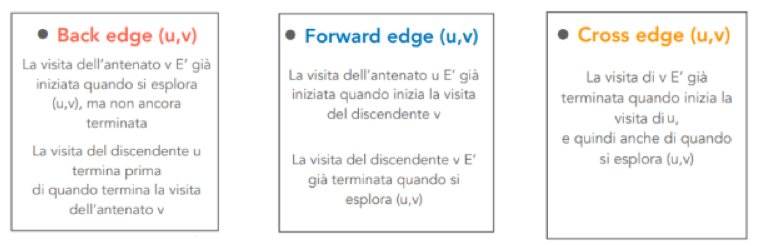 ● Back edge (u,v)
La visita dell'antenato v E' già
iniziata quando si esplora
(u,v), ma non ancora
terminata
La visita del discendente u
termina prima
di quando termina la visita
dell'antenato v
● Forward edge (u,v)
La visita dell'antenato u E' già
iniziata quando inizia la visita
del discendente v
La visita del discendente v E'
già terminata quando si
esplora (u,v)
● Cross edge (u,v)
La visita di v E' già
terminata quando inizia la
visita di u,
e quindi anche di quando
si esplora (u,v)